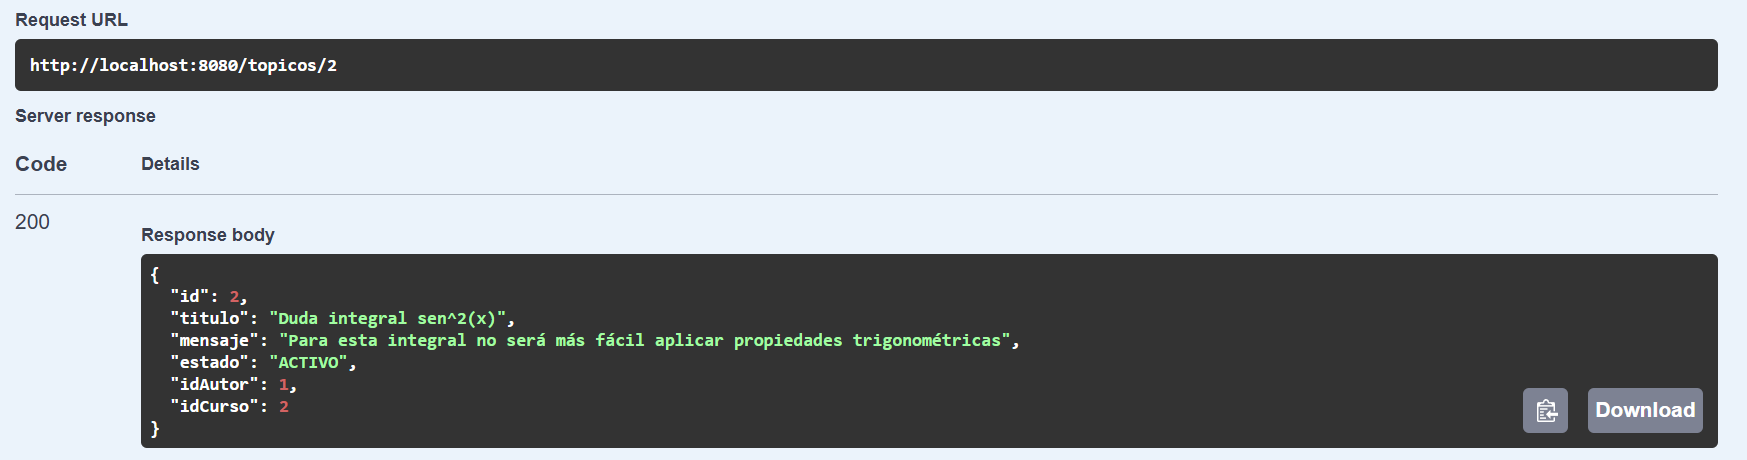 Request URL
http://localhost:8080/topicos/2
Server response
Code Details
200
Response body
{
  "id": 2,
  "titulo": "Duda integral sen^2(x)",
  "mensaje": "Para esta integral no será más fácil aplicar propiedades trigonométricas",
  "estado": "ACTIVO",
  "idAutor": 1,
  "idCurso": 2
}
Download